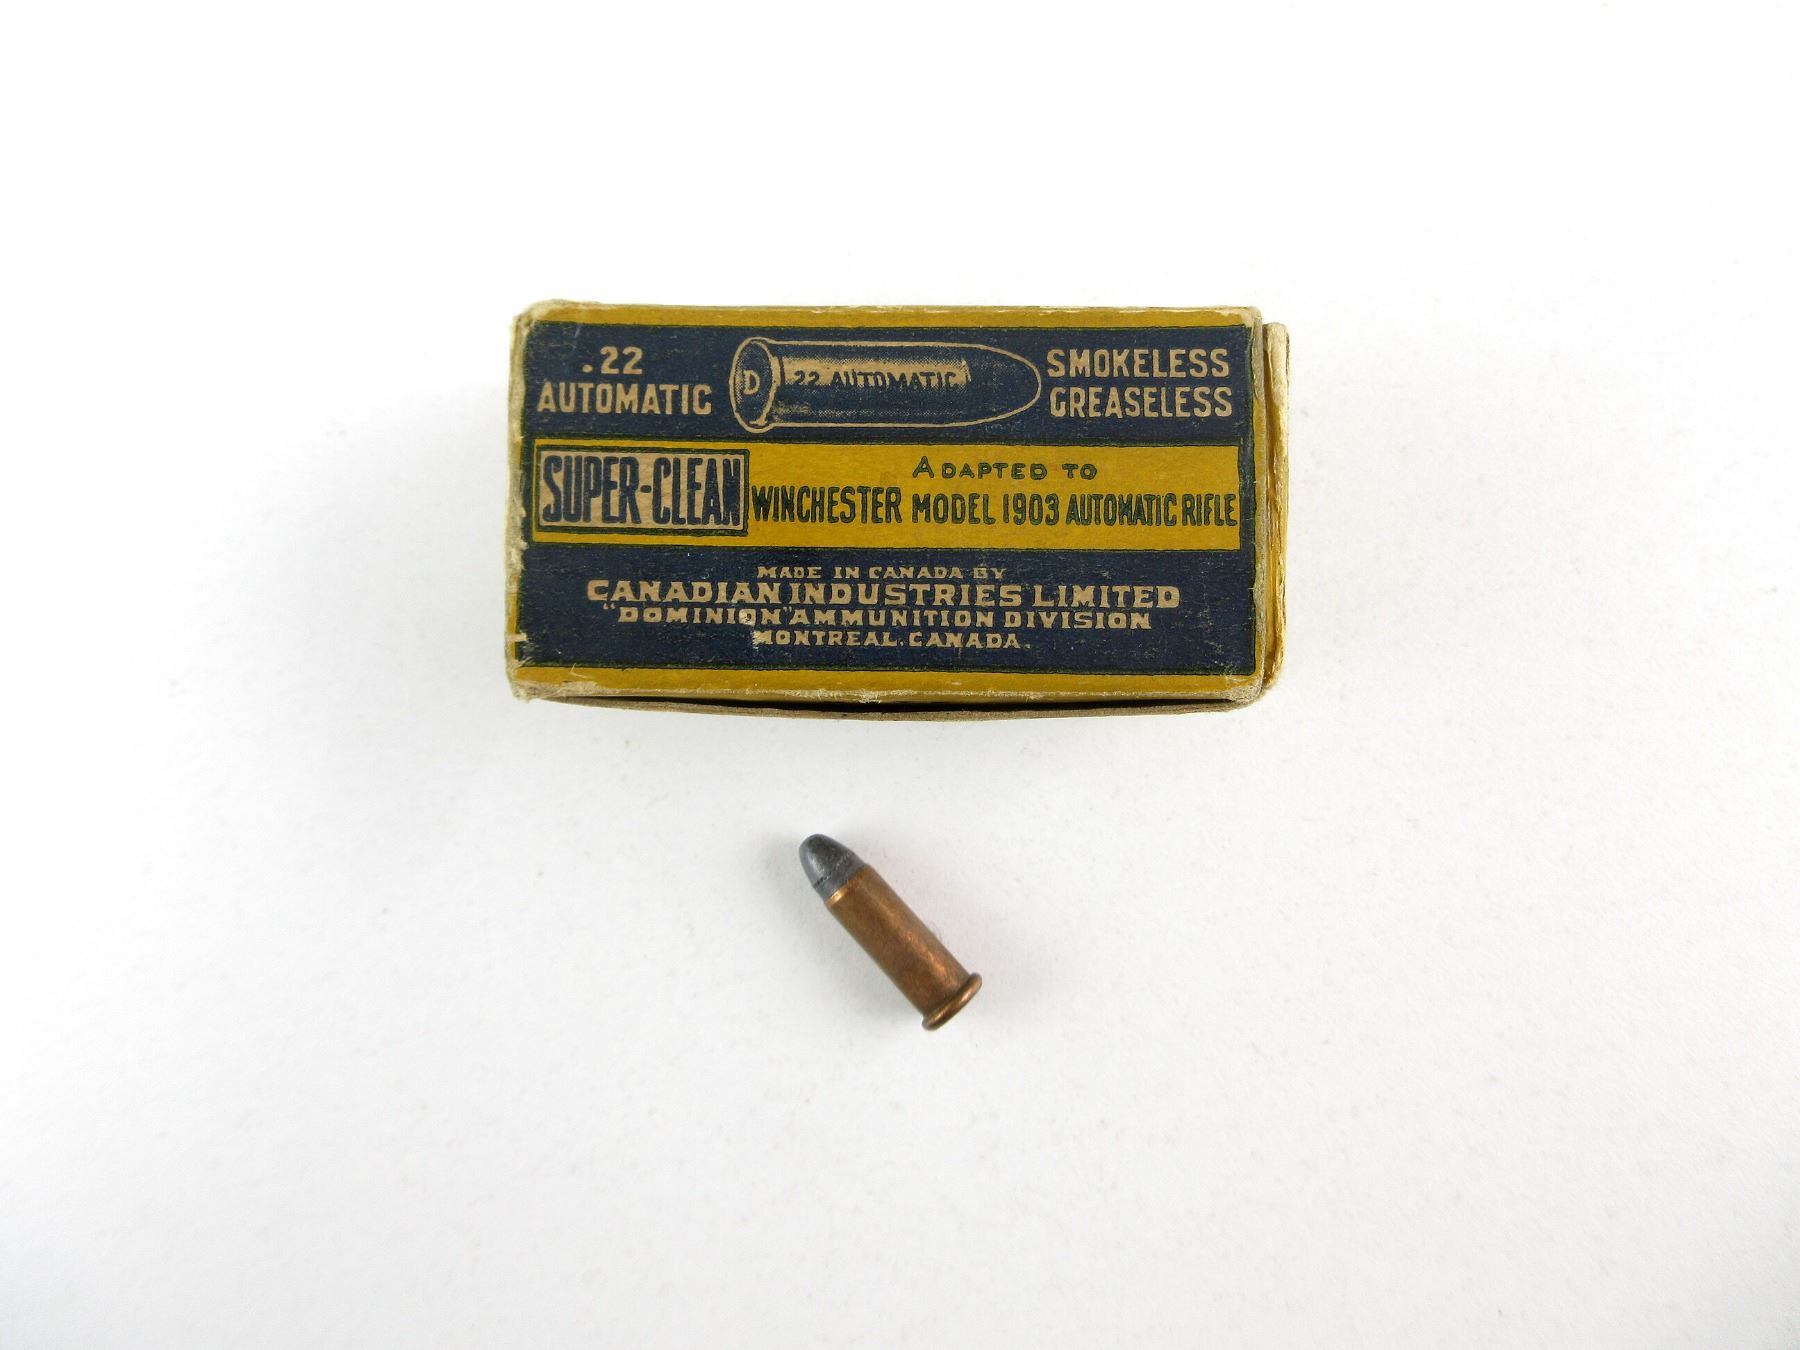 .22
AUTOMATIC
D
22 AUTOMATIC
SMOKELESS
GREASELESS
SUPER-CLEAN
ADAPTED TO
WINCHESTER MODEL 1903 AUTOMATIC RIFLE
MADE IN CANADA BY
CANADIAN INDUSTRIES LIMITED
"DOMINION" AMMUNITION DIVISION
MONTREAL. CANADA.